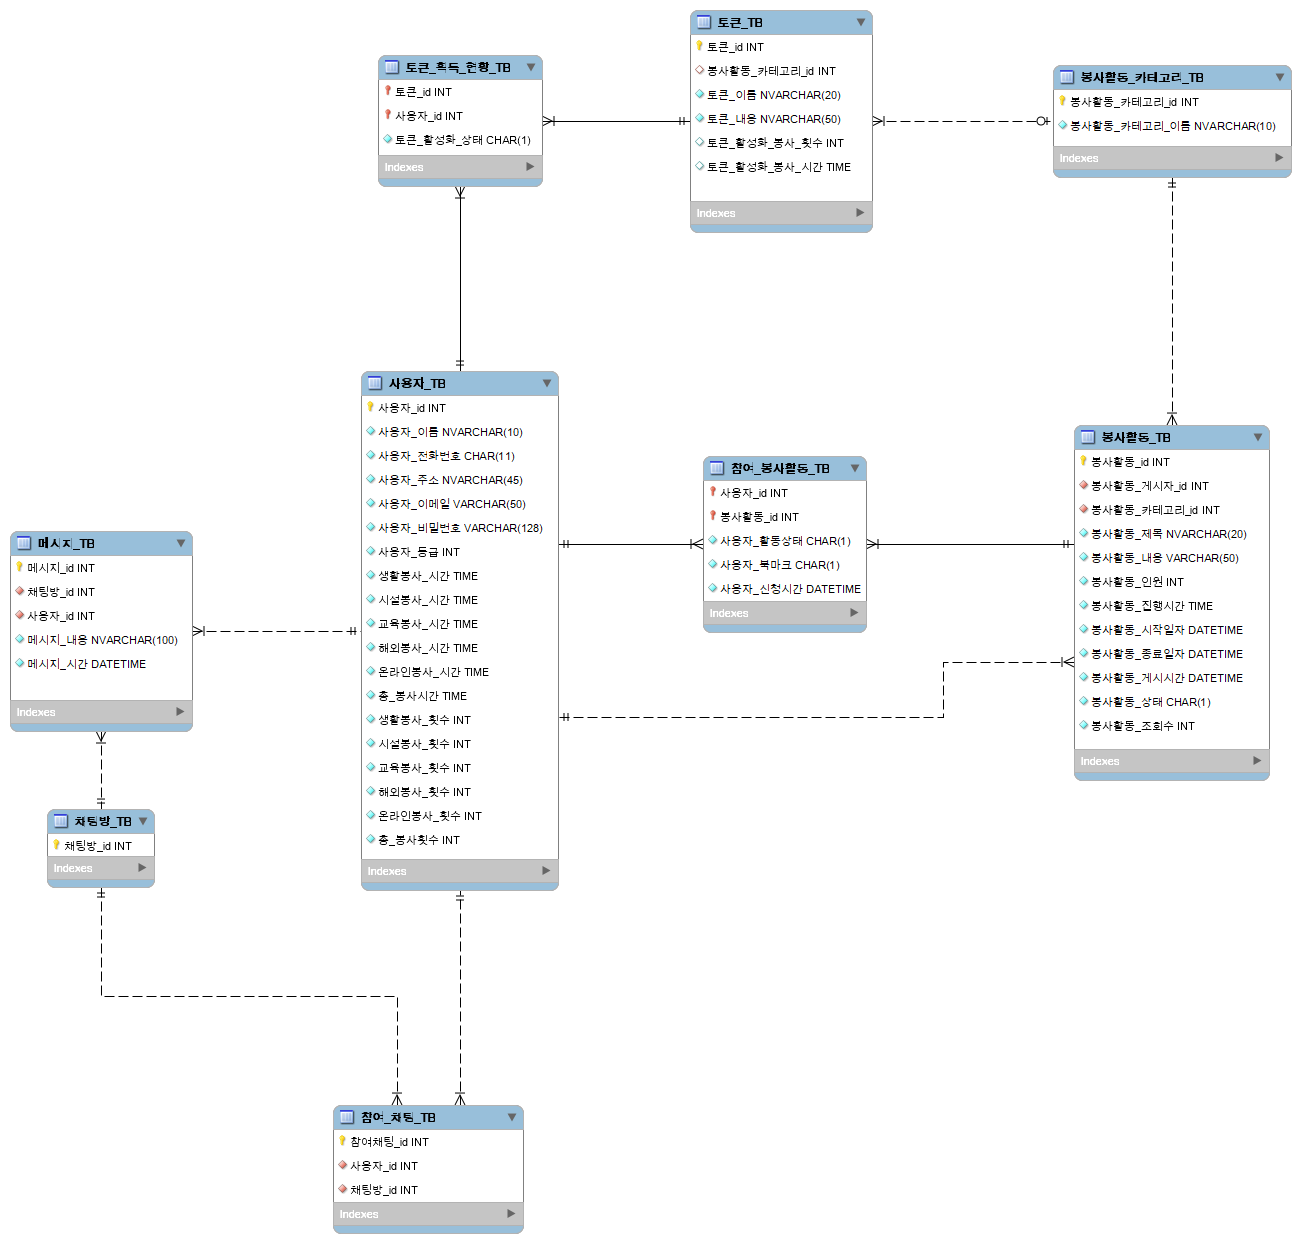 토큰_TB
토큰_id INT
봉사활동_카테고리_id INT
토큰_이름 NVARCHAR(20)
토큰_내용 NVARCHAR(50)
토큰_활성화_봉사_횟수 INT
토큰_활성화_봉사_시간 TIME
Indexes
토큰_획득_현황_TB
토큰_id INT
사용자_id INT
토큰_활성화_상태 CHAR(1)
Indexes
봉사활동_카테고리_TB
봉사활동_카테고리_id INT
봉사활동_카테고리_이름 NVARCHAR(10)
Indexes
사용자_TB
사용자_id INT
사용자_이름 NVARCHAR(10)
사용자_전화번호 CHAR(11)
사용자_주소 NVARCHAR(45)
사용자_이메일 VARCHAR(50)
사용자_비밀번호 VARCHAR(128)
사용자_등급 INT
생활봉사_시간 TIME
시설봉사_시간 TIME
교육봉사_시간 TIME
해외봉사_시간 TIME
온라인봉사_시간 TIME
총_봉사시간 TIME
생활봉사_횟수 INT
시설봉사_횟수 INT
교육봉사_횟수 INT
해외봉사_횟수 INT
온라인봉사_횟수 INT
총_봉사횟수 INT
Indexes
참여_봉사활동_TB
사용자_id INT
봉사활동_id INT
사용자_활동상태 CHAR(1)
사용자_북마크 CHAR(1)
사용자_신청시간 DATETIME
Indexes
봉사활동_TB
봉사활동_id INT
봉사활동_게시자_id INT
봉사활동_카테고리_id INT
봉사활동_제목 NVARCHAR(20)
봉사활동_내용 VARCHAR(50)
봉사활동_인원 INT
봉사활동_집행시간 TIME
봉사활동_시작일자 DATETIME
봉사활동_종료일자 DATETIME
봉사활동_게시시간 DATETIME
봉사활동_상태 CHAR(1)
봉사활동_조회수 INT
Indexes
메시지_TB
메시지_id INT
채팅방_id INT
사용자_id INT
메시지_내용 NVARCHAR(100)
메시지_시간 DATETIME
Indexes
채팅방_TB
채팅방_id INT
Indexes
참여_채팅_TB
참여채팅_id INT
사용자_id INT
채팅방_id INT
Indexes